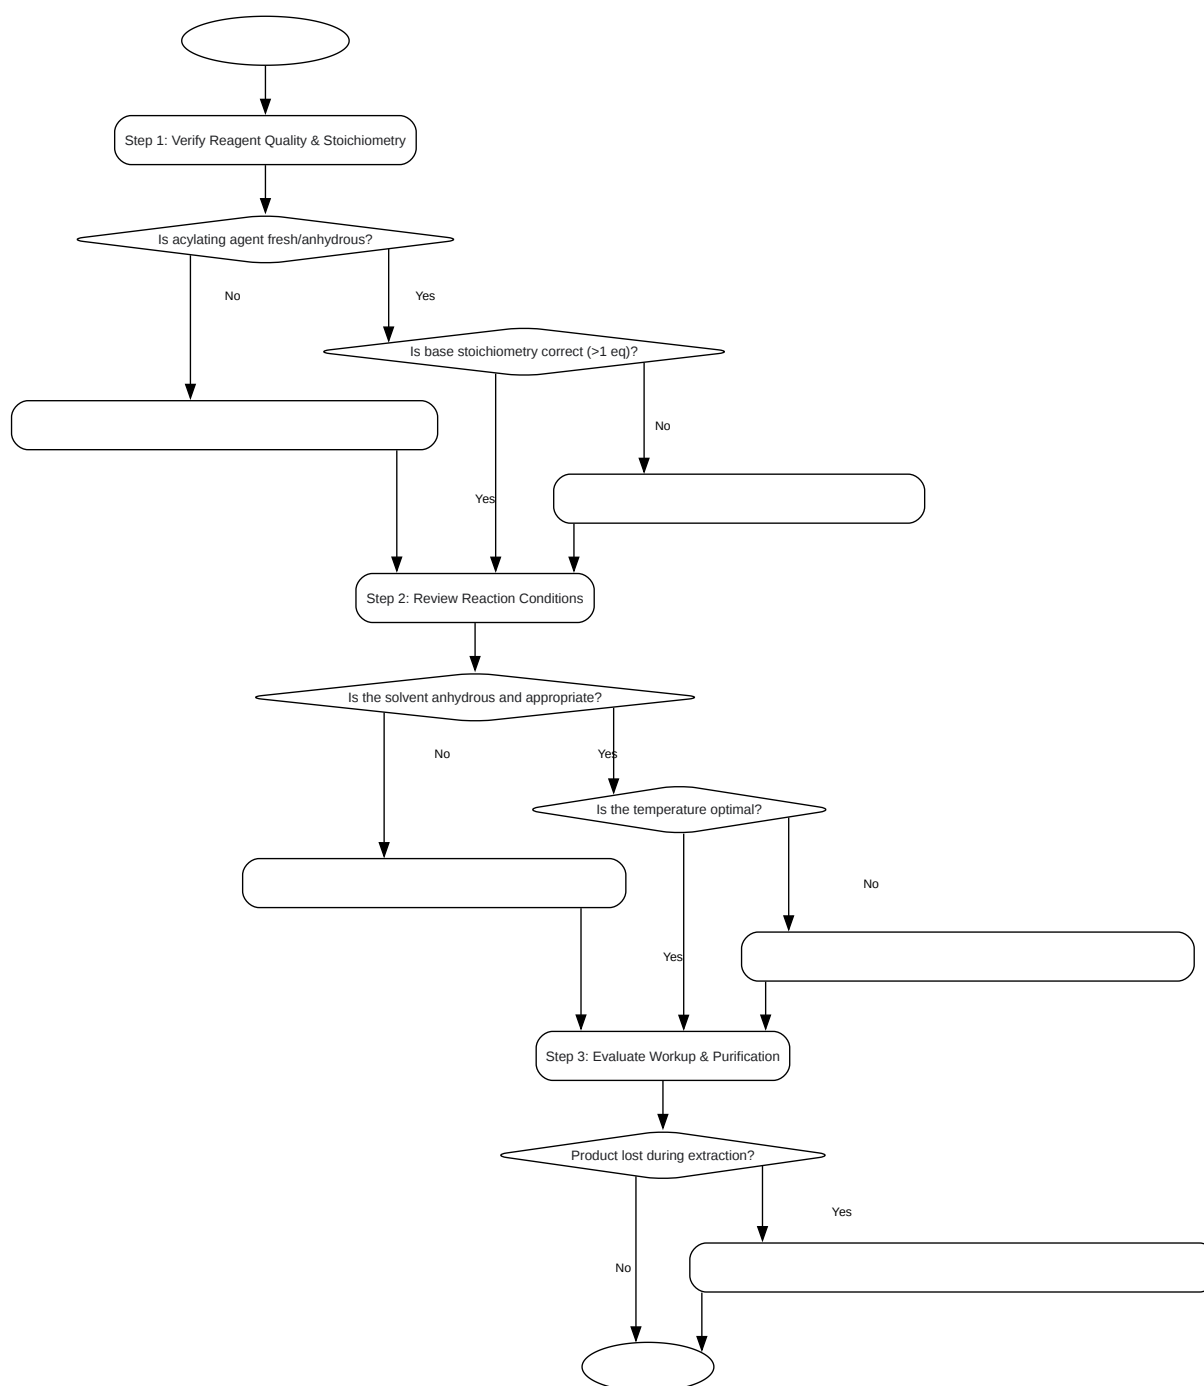 Step 1: Verify Reagent Quality & Stoichiometry
Is acylating agent fresh/anhydrous?
No
Yes
Is base stoichiometry correct (>1 eq)?
No
Yes
Step 2: Review Reaction Conditions
Is the solvent anhydrous and appropriate?
No
Yes
Is the temperature optimal?
No
Yes
Step 3: Evaluate Workup & Purification
Product lost during extraction?
Yes
No